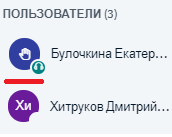 ПОЛЬЗОВАТЕЛИ (3)
Булочкина Екатер...
Хи
Хитруков Дмитрий...